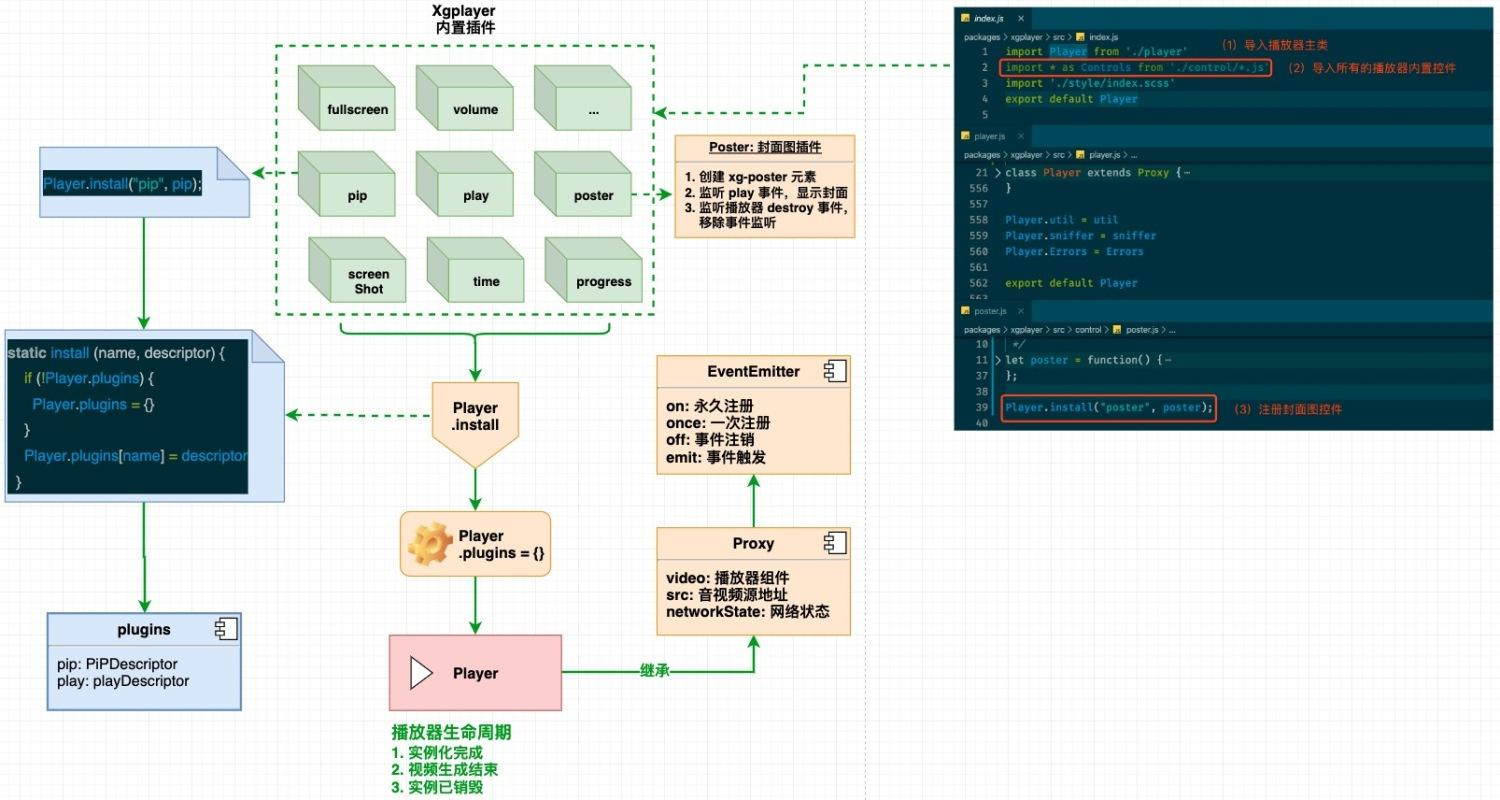 Xgplayer
内置插件
fullscreen
volume
...
pip
play
poster
screen
Shot
time
progress
Poster: 封面图插件
1. 创建 xg-poster 元素
2. 监听 play 事件，显示封面
3. 监听播放器 destroy 事件，
移除事件监听
Player.install("pip", pip);
static install (name, descriptor) {
if (!Player.plugins) {
Player.plugins = {}
}
Player.plugins[name] = descriptor
}
plugins
pip: PiPDescriptor
play: playDescriptor
Player
.install
Player
.plugins = {}
Player
继承
播放器生命周期
1. 实例化完成
2. 视频生成结束
3. 实例已销毁
EventEmitter
on: 永久注册
once: 一次注册
off: 事件注销
emit: 事件触发
Proxy
video: 播放器组件
src: 音视频源地址
networkState: 网络状态
index.js ×
packages > xgplayer > src > index.js
1 import Player from './player'
（1）导入播放器主类
2 import * as Controls from './control/*.js'
（2）导入所有的播放器内置控件
3 import './style/index.scss'
4 export default Player
5
player.js ×
packages > xgplayer > src > player.js > ...
21 > class Player extends Proxy {⋯
556 }
557
558 Player.util = util
559 Player.sniffer = sniffer
560 Player.Errors = Errors
561
562 export default Player
563
poster.js ×
packages > xgplayer > src > control > poster.js > ...
10 */
11 > let poster = function() {⋯
37 };
38
39 Player.install("poster", poster);
（3）注册封面图控件
40